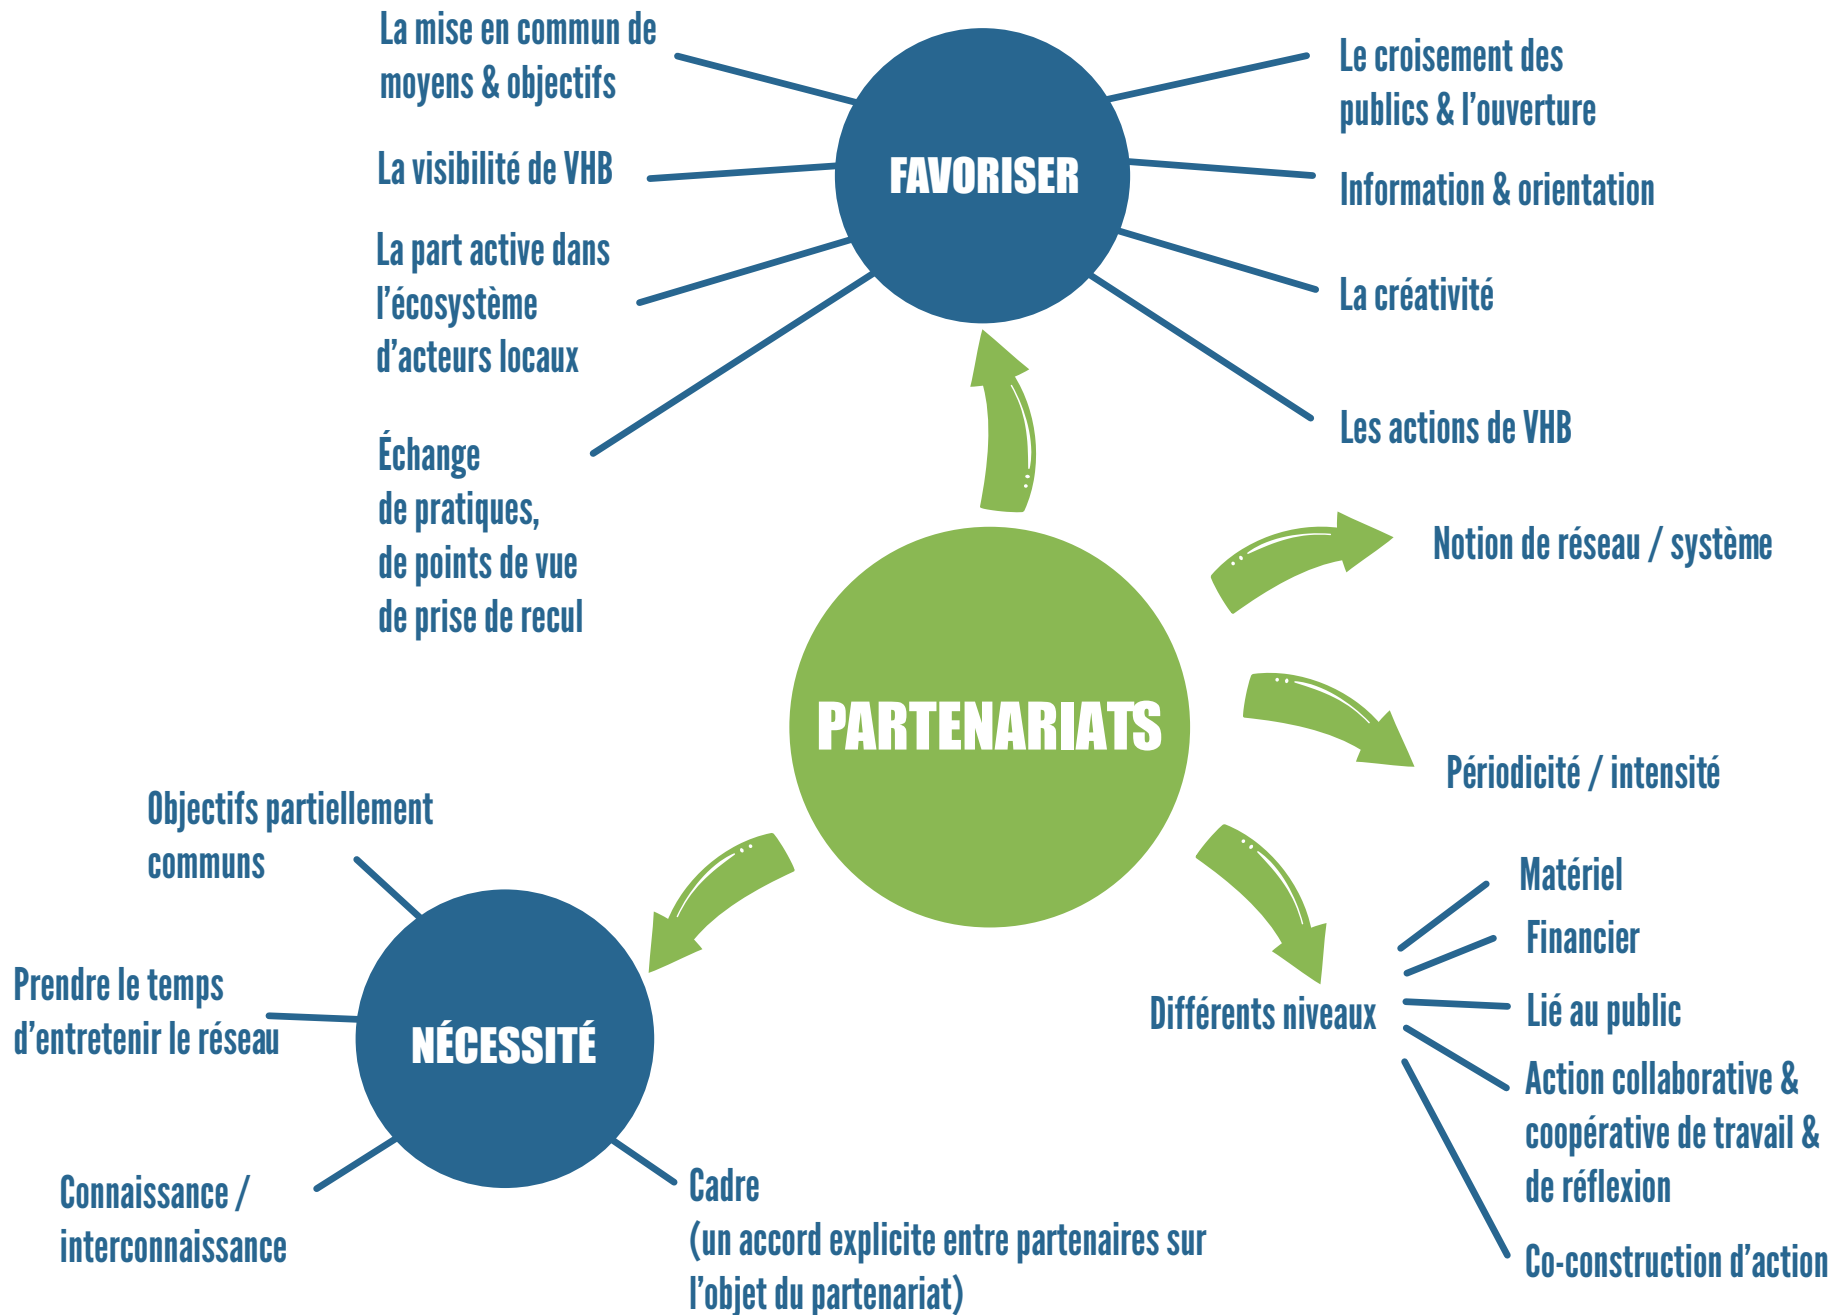 La mise en commun de
moyens & objectifs
La visibilité de VHB
La part active dans
l'écosystème
d'acteurs locaux
Échange
de pratiques,
de points de vue
de prise de recul
FAVORISER
Le croisement des
publics & l'ouverture
Information & orientation
La créativité
Les actions de VHB
Notion de réseau / système
PARTENARIATS
Périodicité / intensité
Différents niveaux
Matériel
Financier
Lié au public
Action collaborative &
coopérative de travail &
de réflexion
Co-construction d'action
Objectifs partiellement
communs
Prendre le temps
d'entretenir le réseau
NÉCESSITÉ
Connaissance /
interconnaissance
Cadre
(un accord explicite entre partenaires sur
l'objet du partenariat)